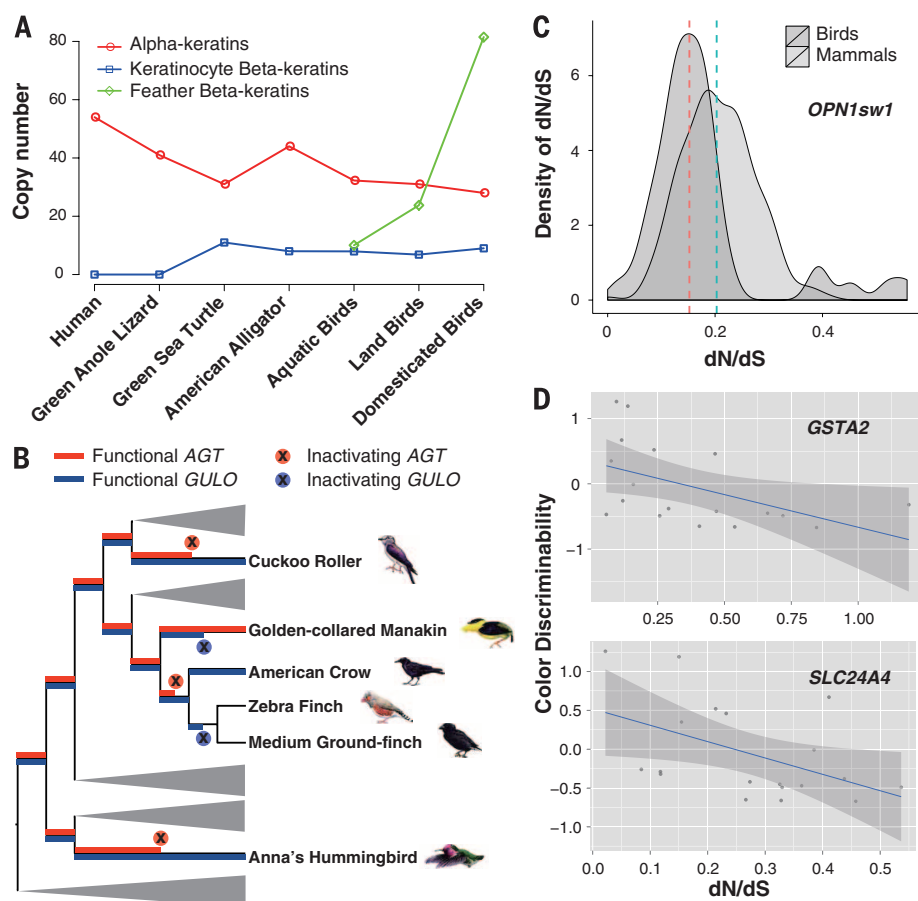 A
Copy number
80
60
40
20
0
Alpha-keratins
Keratinocyte Beta-keratins
Feather Beta-keratins
Human
Green Anole Lizard
Green Sea Turtle
American Alligator
Aquatic Birds
Land Birds
Domesticated Birds
B
Functional AGT
Functional GULO
X Inactivating AGT
X Inactivating GULO
X
Cuckoo Roller
Golden-collared Manakin
X
American Crow
X
Zebra Finch
X
Medium Ground-finch
X
Anna's Hummingbird
C
Density of dN/dS
6
4
2
0
Birds
Mammals
OPN1sw1
0
0.2
0.4
dN/dS
D
Color Discriminability
GSTA2
1
0
−1
0.25
0.50
0.75
1.00
SLC24A4
1.0
0.5
0.0
−0.5
−1.0
0.0
0.1
0.2
0.3
0.4
0.5
dN/dS